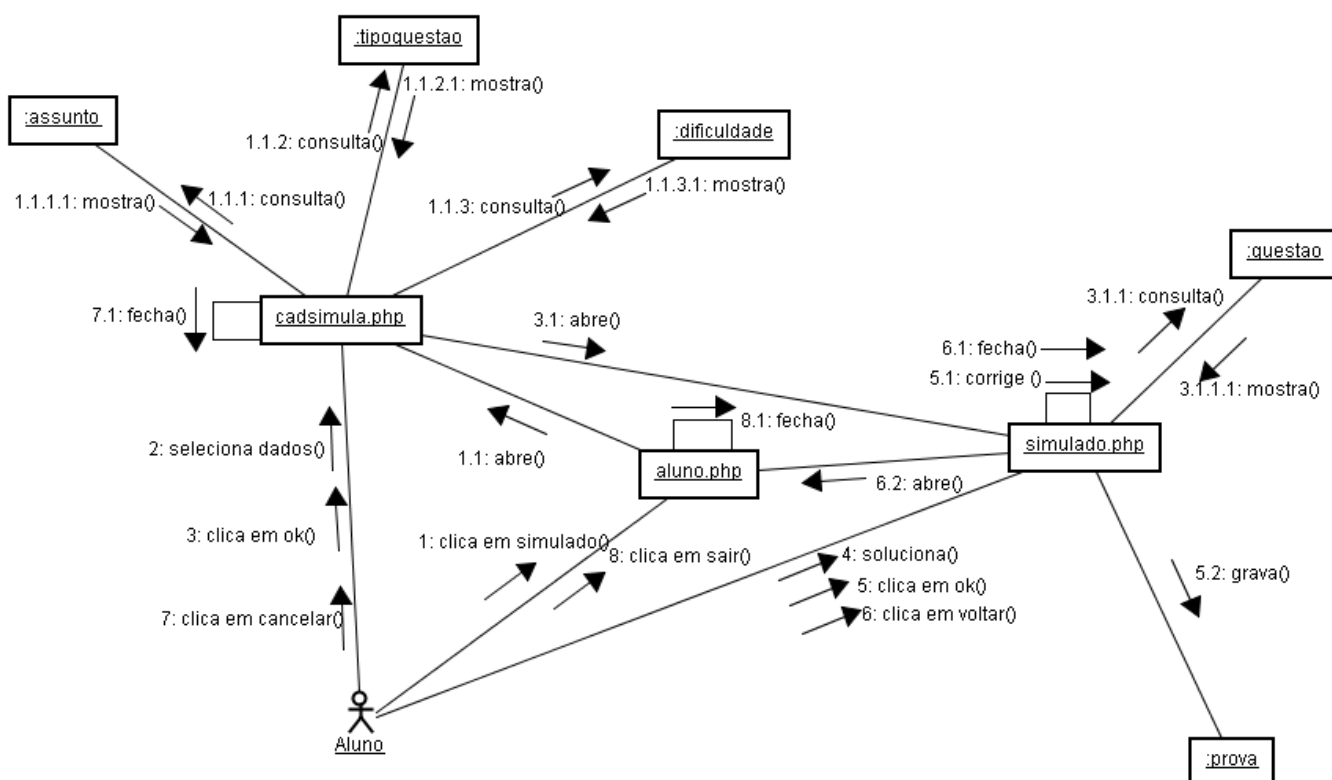 :tipoquestao
1.1.2.1: mostra()
:assunto
:dificuldade
1.1.2: consulta()
1.1.1.1: mostra()
1.1.1: consulta()
1.1.3.1: mostra()
1.1.3: consulta()
:questao
7.1: fecha()
cadsimula.php
3.1: abre()
3.1.1: consulta()
6.1: fecha()
5.1: corrige ()
3.1.1.1: mostra()
8.1: fecha()
simulado.php
2: seleciona dados()
1.1: abre()
aluno.php
6.2: abre()
3: clica em ok()
1: clica em simulado()
8: clica em sair()
4: soluciona()
5: clica em ok()
6: clica em voltar()
5.2: grava()
7: clica em cancelar()
Aluno
:prova